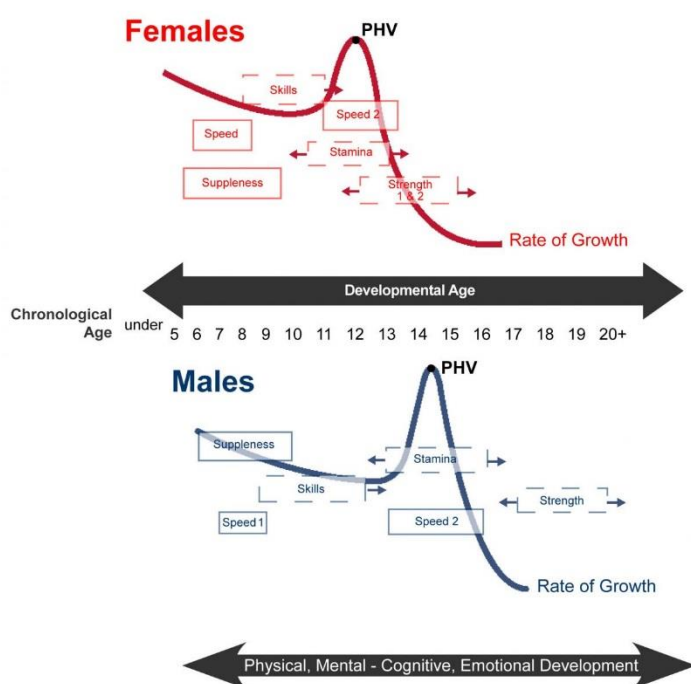 Females
PHV
Skills
Speed 2
Speed
Stamina
Suppleness
Strength
1 & 2
Rate of Growth
Developmental Age
Chronological
Age
under 5 6 7 8 9 10 11 12 13 14 15 16 17 18 19 20+
Males
PHV
Suppleness
Stamina
Skills
Strength
Speed 1
Speed 2
Rate of Growth
Physical, Mental - Cognitive, Emotional Development